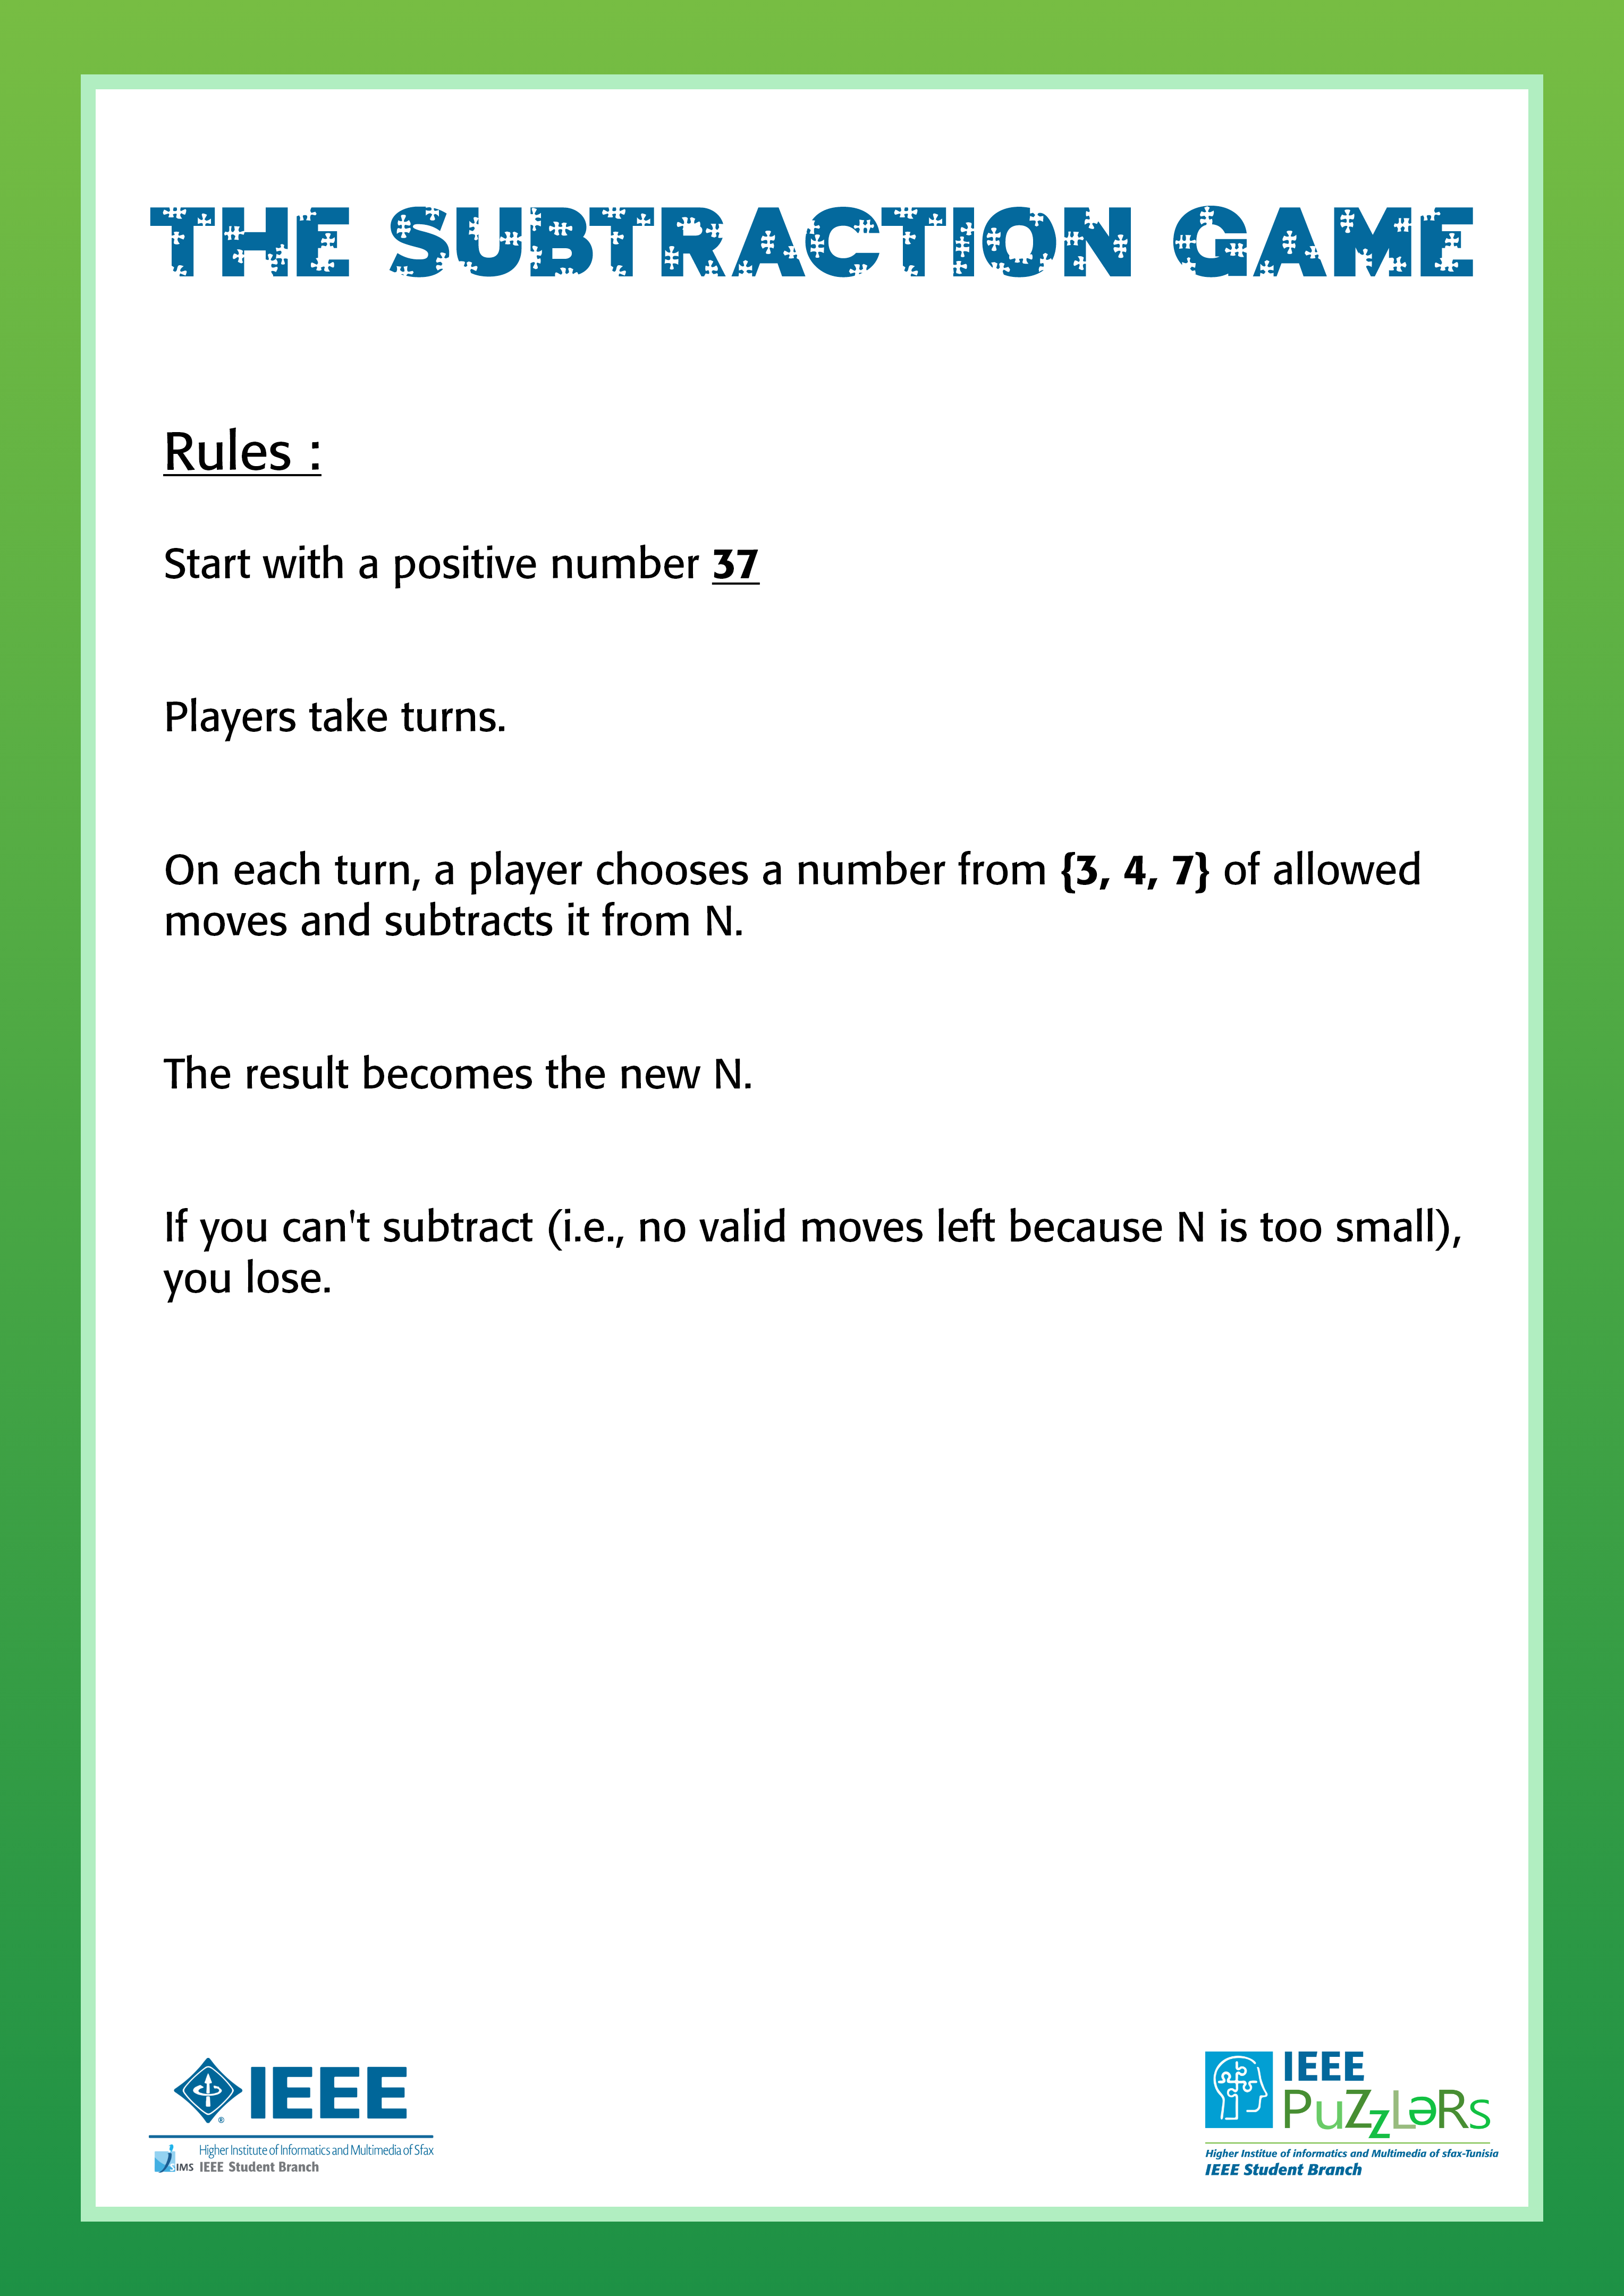 THE SUBTRACTION GAME
Rules :
Start with a positive number 37
Players take turns.
On each turn, a player chooses a number from {3, 4, 7} of allowed
moves and subtracts it from N.
The result becomes the new N.
If you can't subtract (i.e., no valid moves left because N is too small),
you lose.
IEEE
®
Higher Institute of Informatics and Multimedia of Sfax
IMS IEEE Student Branch
IEEE
PuZzLəRs
Higher Institue of informatics and Multimedia of sfax-Tunisia
IEEE Student Branch